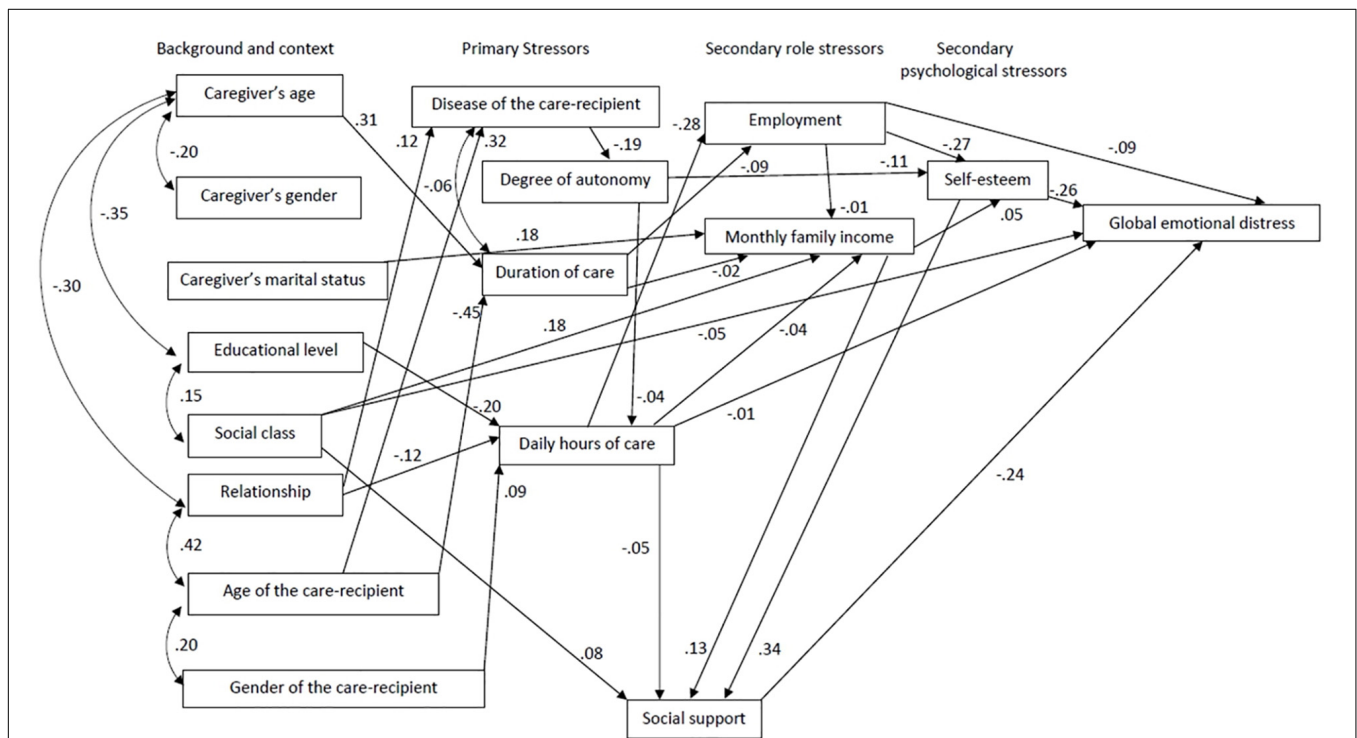 Background and context
Primary Stressors
Secondary role stressors
Secondary
psychological stressors
Caregiver’s age
Disease of the care-recipient
Employment
.31
.12
.32
-.28
-.19
-.27
-.09
-.20
Degree of autonomy
-.06
-.09
-.11
Self-esteem
Caregiver’s gender
-.26
-.35
-.01
.05
Global emotional distress
.18
Monthly family income
Caregiver’s marital status
Duration of care
-.02
-.30
-.45
.18
-.04
-.05
Educational level
.15
-.20
-.04
-.01
Social class
Daily hours of care
-.12
Relationship
.09
-.24
.42
-.05
Age of the care-recipient
.20
.08
.13
.34
Gender of the care-recipient
Social support